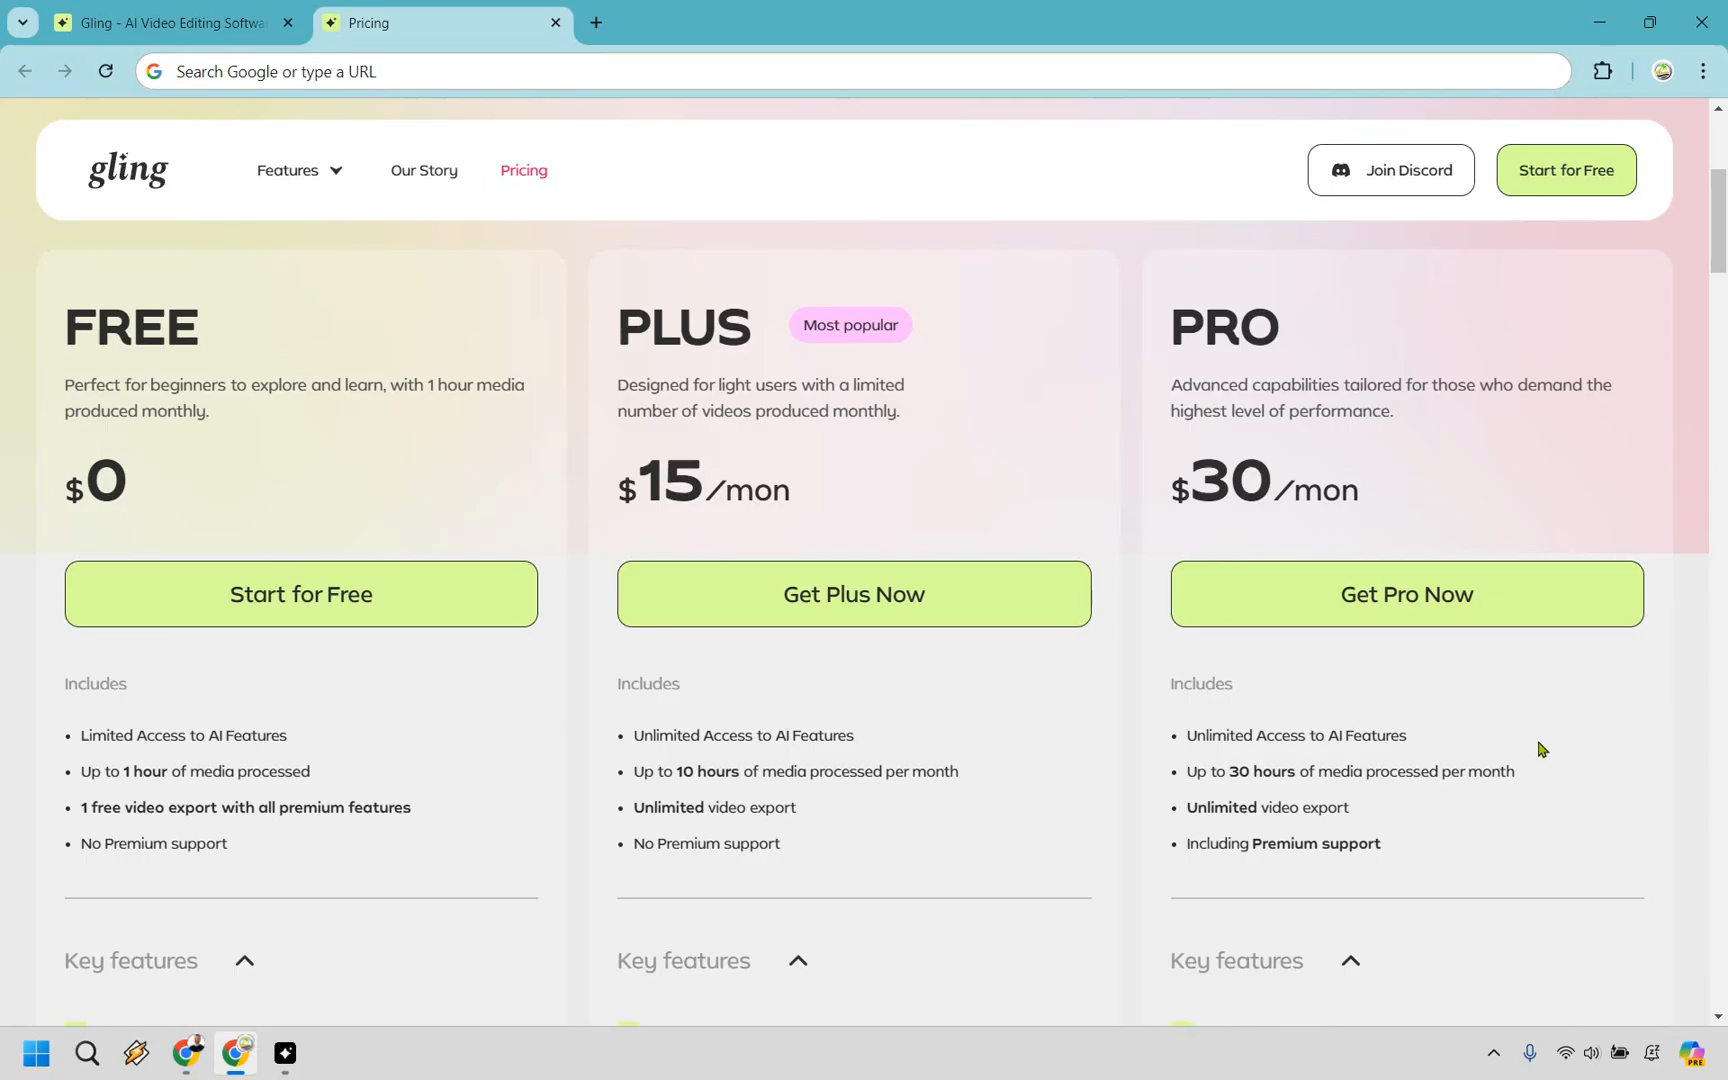 Gling - AI Video Editing Softwa
Pricing
Search Google or type a URL
gling
Features
Our Story
Pricing
Join Discord
Start for Free
FREE
Perfect for beginners to explore and learn, with 1 hour media
produced monthly.
$0
Start for Free
Includes
• Limited Access to AI Features
• Up to 1 hour of media processed
• 1 free video export with all premium features
• No Premium support
Key features
PLUS
Most popular
Designed for light users with a limited
number of videos produced monthly.
$15/mon
Get Plus Now
Includes
• Unlimited Access to AI Features
• Up to 10 hours of media processed per month
• Unlimited video export
• No Premium support
Key features
PRO
Advanced capabilities tailored for those who demand the
highest level of performance.
$30/mon
Get Pro Now
Includes
• Unlimited Access to AI Features
• Up to 30 hours of media processed per month
• Unlimited video export
• Including Premium support
Key features
PRE